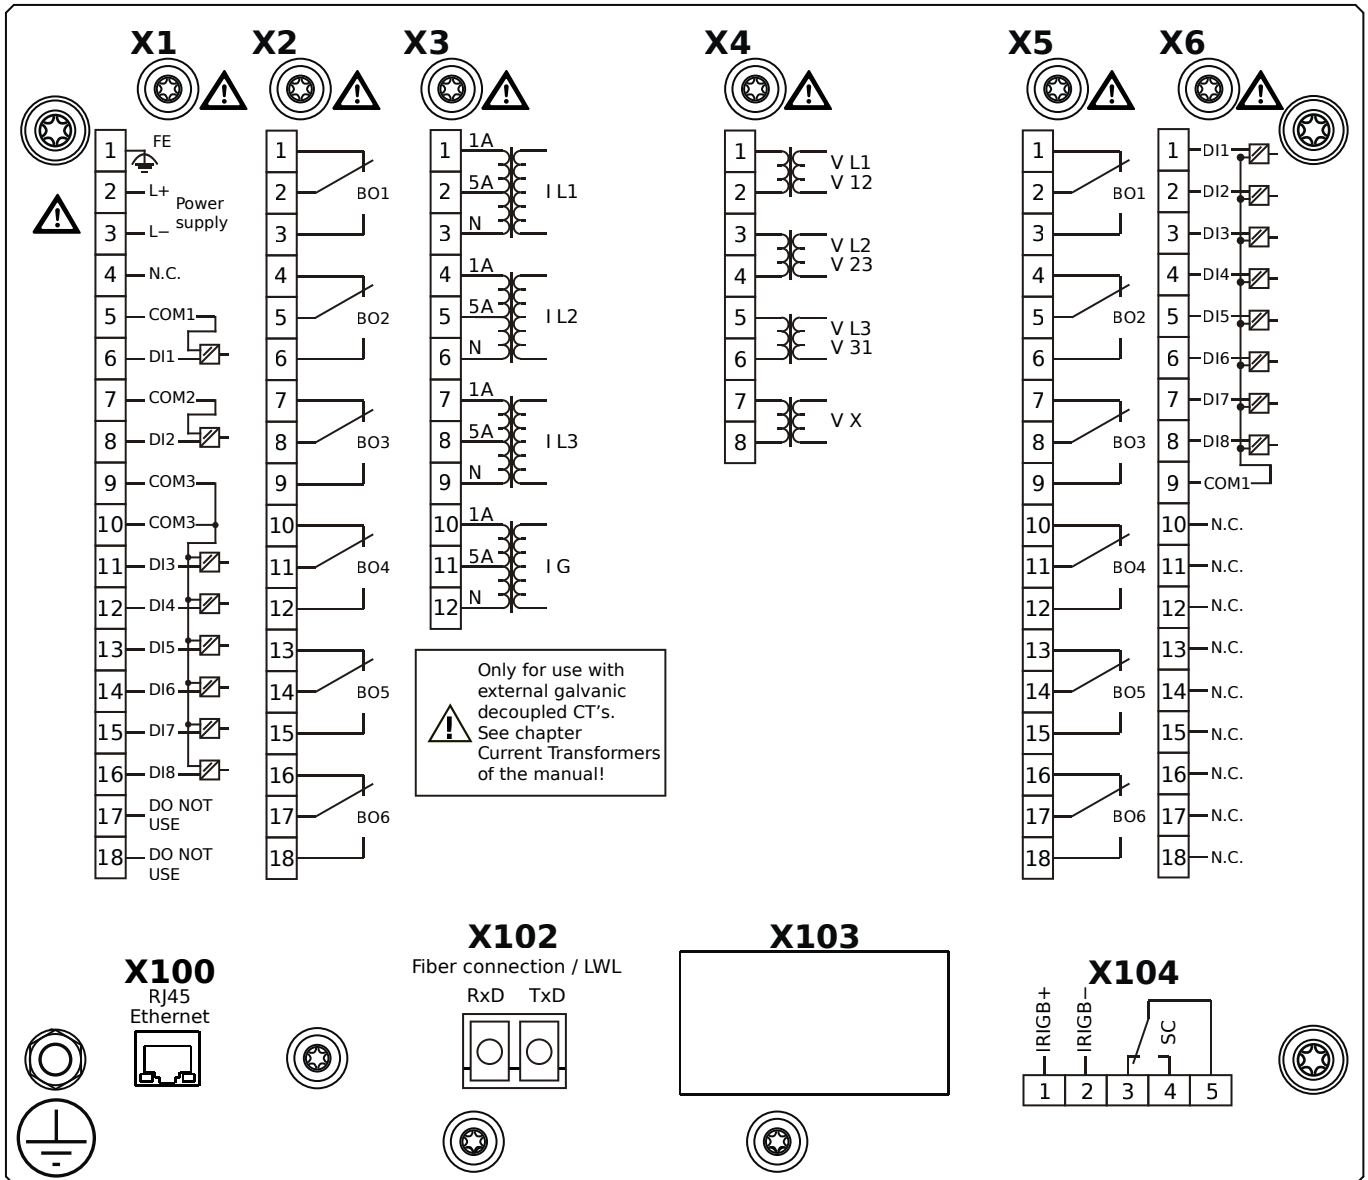 X1 X2 X3 X4 X5 X6
1 FE
2 L+
Power
supply
3 L−
4 N.C.
5 COM1
6 DI1
7 COM2
8 DI2
9 COM3
10 COM3
11 DI3
12 DI4
13 DI5
14 DI6
15 DI7
16 DI8
17 DO NOT
USE
18 DO NOT
USE
1
2 BO1
3
4
5 BO2
6
7
8 BO3
9
10
11 BO4
12
13
14 BO5
15
16
17 BO6
18
1 1A
2 5A I L1
3 N
4 1A
5 5A I L2
6 N
7 1A
8 5A I L3
9 N
10 1A
11 5A I G
12 N
Only for use with
external galvanic
decoupled CT's.
See chapter
Current Transformers
of the manual!
1 V L1
2 V 12
3 V L2
4 V 23
5 V L3
6 V 31
7 V X
8
1
2 BO1
3
4
5 BO2
6
7
8 BO3
9
10
11 BO4
12
13
14 BO5
15
16
17 BO6
18
1 DI1
2 DI2
3 DI3
4 DI4
5 DI5
6 DI6
7 DI7
8 DI8
9 COM1
10 N.C.
11 N.C.
12 N.C.
13 N.C.
14 N.C.
15 N.C.
16 N.C.
17 N.C.
18 N.C.
X100
RJ45
Ethernet
X102
Fiber connection / LWL
RxD TxD
X103
X104
IRIGB+
IRIGB−
SC
1 2 3 4 5